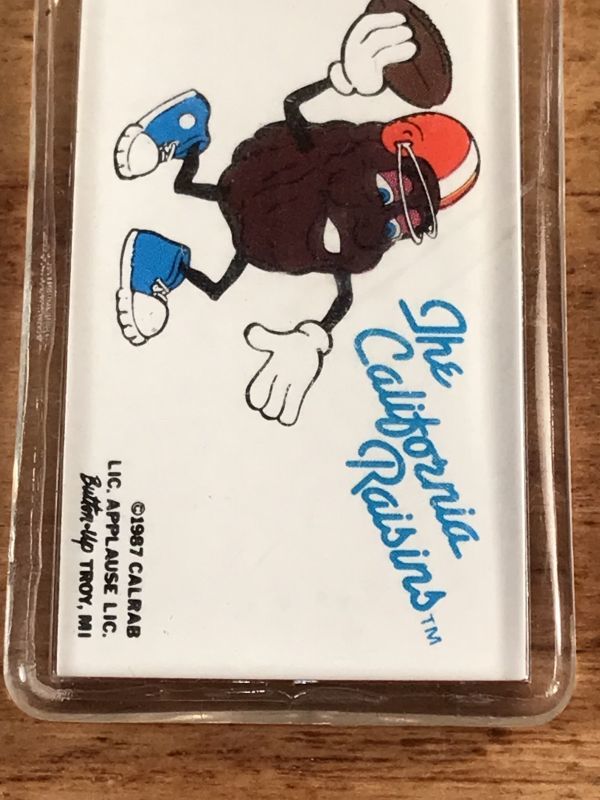 The
California
Raisins™
©1987 CALRAB
LIC. APPLAUSE LIC.
Button-Up TROY, MI